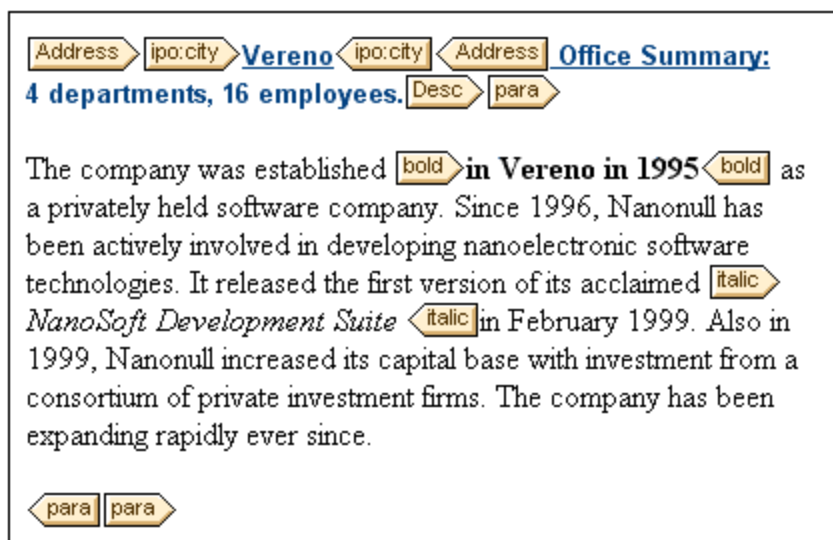 Address ipo:city Vereno ipo:city Address Office Summary:
4 departments, 16 employees. Desc para
The company was established bold in Vereno in 1995 bold as
a privately held software company. Since 1996, Nanonull has
been actively involved in developing nanoelectronic software
technologies. It released the first version of its acclaimed italic
NanoSoft Development Suite italic in February 1999. Also in
1999, Nanonull increased its capital base with investment from a
consortium of private investment firms. The company has been
expanding rapidly ever since.
para para